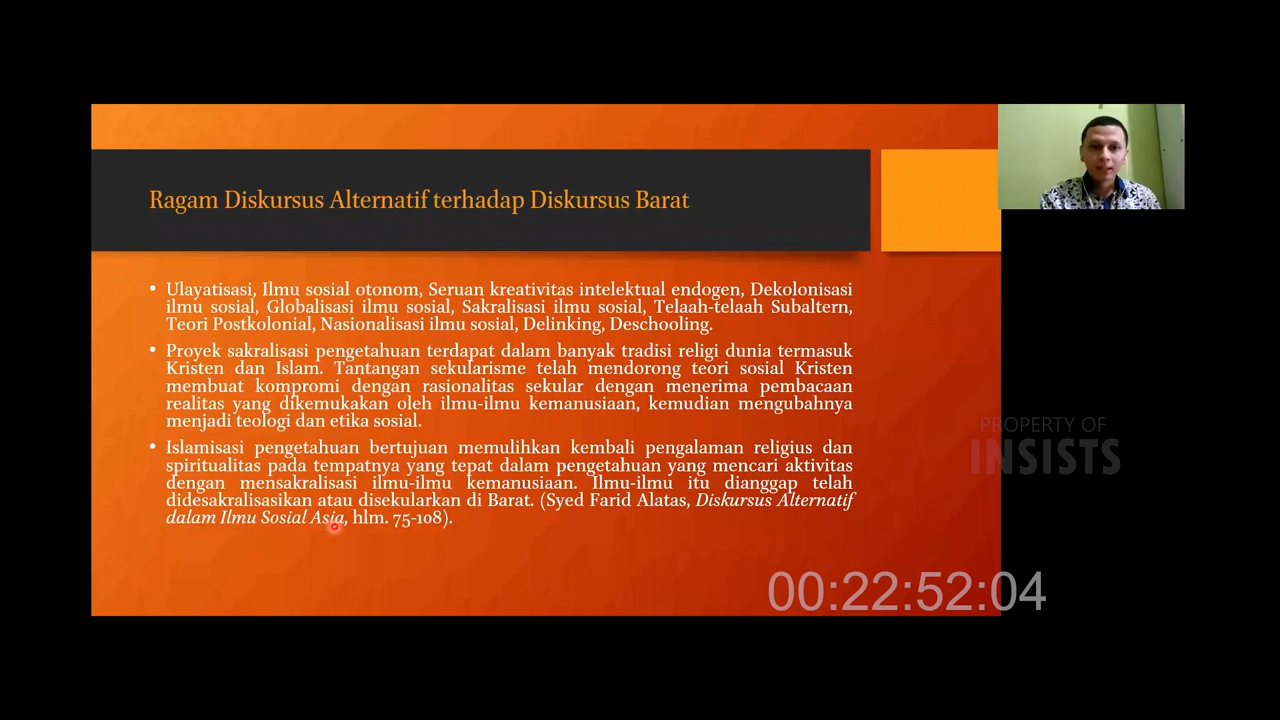 Ragam Diskursus Alternatif terhadap Diskursus Barat
• Ulayatisasi, Ilmu sosial otonom, Seruan kreativitas intelektual endogen, Dekolonisasi
ilmu sosial, Globalisasi ilmu sosial, Sakralisasi ilmu sosial, Telaah-telaah Subaltern,
Teori Postkolonial, Nasionalisasi ilmu sosial, Delinking, Deschooling.
• Proyek sakralisasi pengetahuan terdapat dalam banyak tradisi religi dunia termasuk
Kristen dan Islam. Tantangan sekularisme telah mendorong teori sosial Kristen
membuat kompromi dengan rasionalitas sekular dengan menerima pembacaan
realitas yang dikemukakan oleh ilmu-ilmu kemanusiaan, kemudian mengubahnya
menjadi teologi dan etika sosial.
• Islamisasi pengetahuan bertujuan memulihkan kembali pengalaman religius dan
spiritualitas pada tempatnya yang tepat dalam pengetahuan yang mencari aktivitas
dengan mensakralisasi ilmu-ilmu kemanusiaan. Ilmu-ilmu itu dianggap telah
didesakralisasikan atau disekularkan di Barat. (Syed Farid Alatas, Diskursus Alternatif
dalam Ilmu Sosial Asia, hlm. 75-108).
PROPERTY OF
INSISTS
00:22:52:04